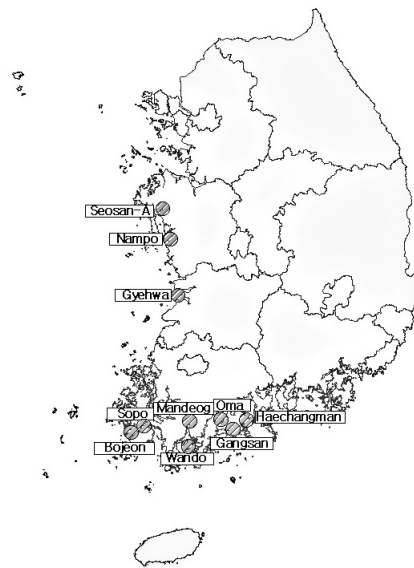 Seosan-A
Nampo
Gyehwa
Sopo
Mandeog
Oma
Haechangman
Bojeon
Wando
Gangsan